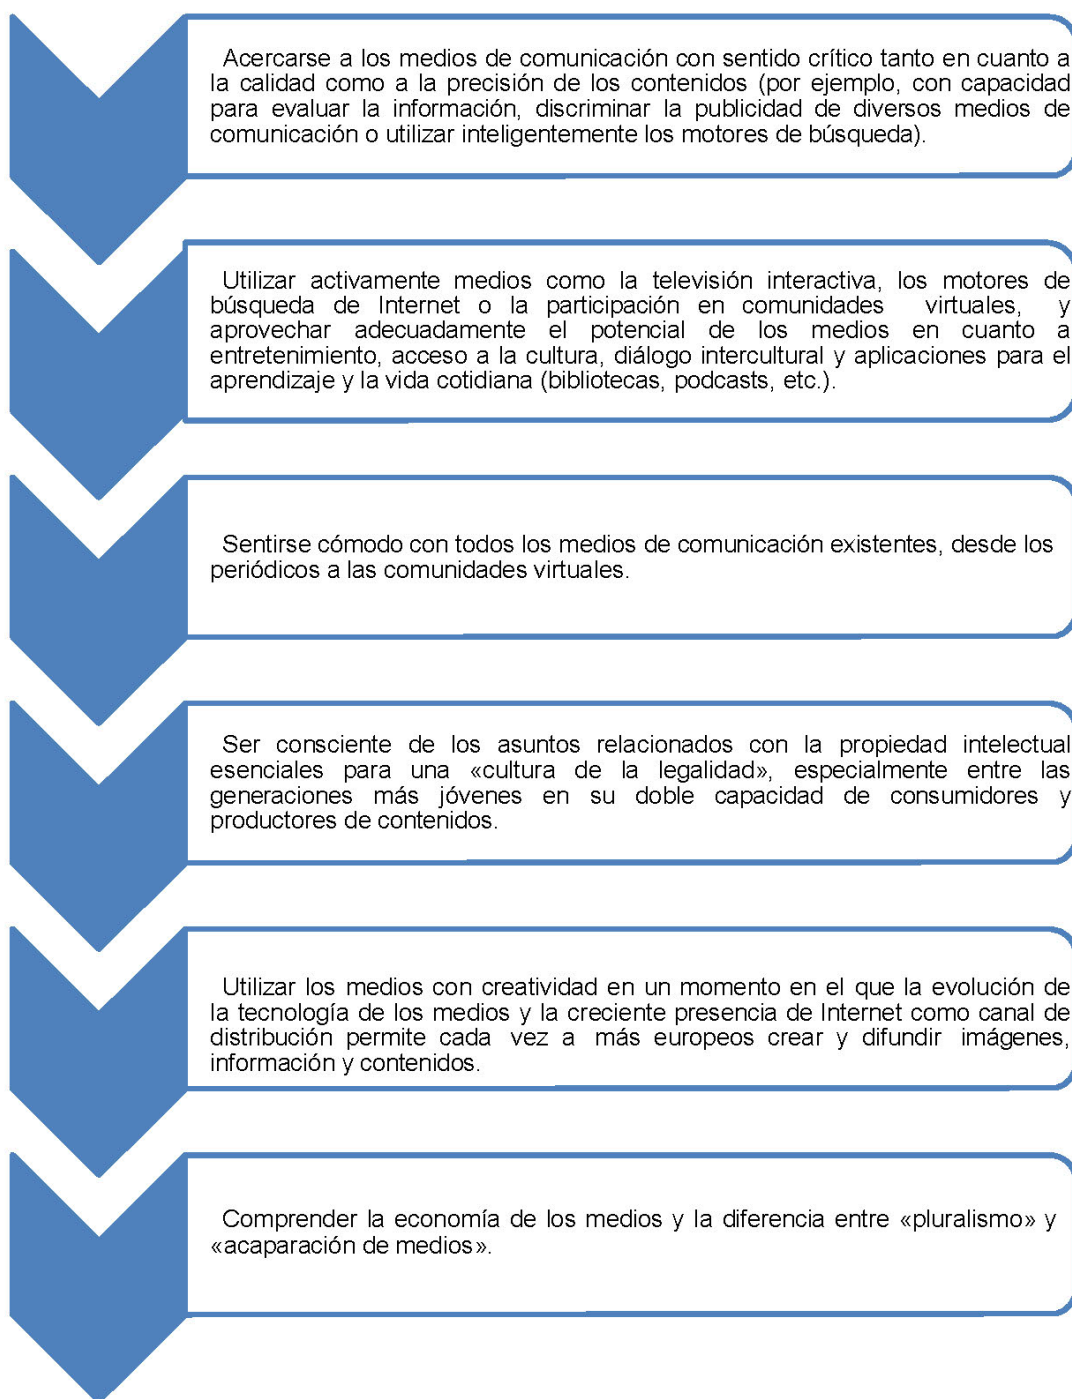 Acercarse a los medios de comunicación con sentido crítico tanto en cuanto a
la calidad como a la precisión de los contenidos (por ejemplo, con capacidad
para evaluar la información, discriminar la publicidad de diversos medios de
comunicación o utilizar inteligentemente los motores de búsqueda).
Utilizar activamente medios como la televisión interactiva, los motores de
búsqueda de Internet o la participación en comunidades virtuales, y
aprovechar adecuadamente el potencial de los medios en cuanto a
entretenimiento, acceso a la cultura, diálogo intercultural y aplicaciones para el
aprendizaje y la vida cotidiana (bibliotecas, podcasts, etc.).
Sentirse cómodo con todos los medios de comunicación existentes, desde los
periódicos a las comunidades virtuales.
Ser consciente de los asuntos relacionados con la propiedad intelectual
esenciales para una «cultura de la legalidad», especialmente entre las
generaciones más jóvenes en su doble capacidad de consumidores y
productores de contenidos.
Utilizar los medios con creatividad en un momento en el que la evolución de
la tecnología de los medios y la creciente presencia de Internet como canal de
distribución permite cada vez a más europeos crear y difundir imágenes,
información y contenidos.
Comprender la economía de los medios y la diferencia entre «pluralismo» y
«acaparación de medios».